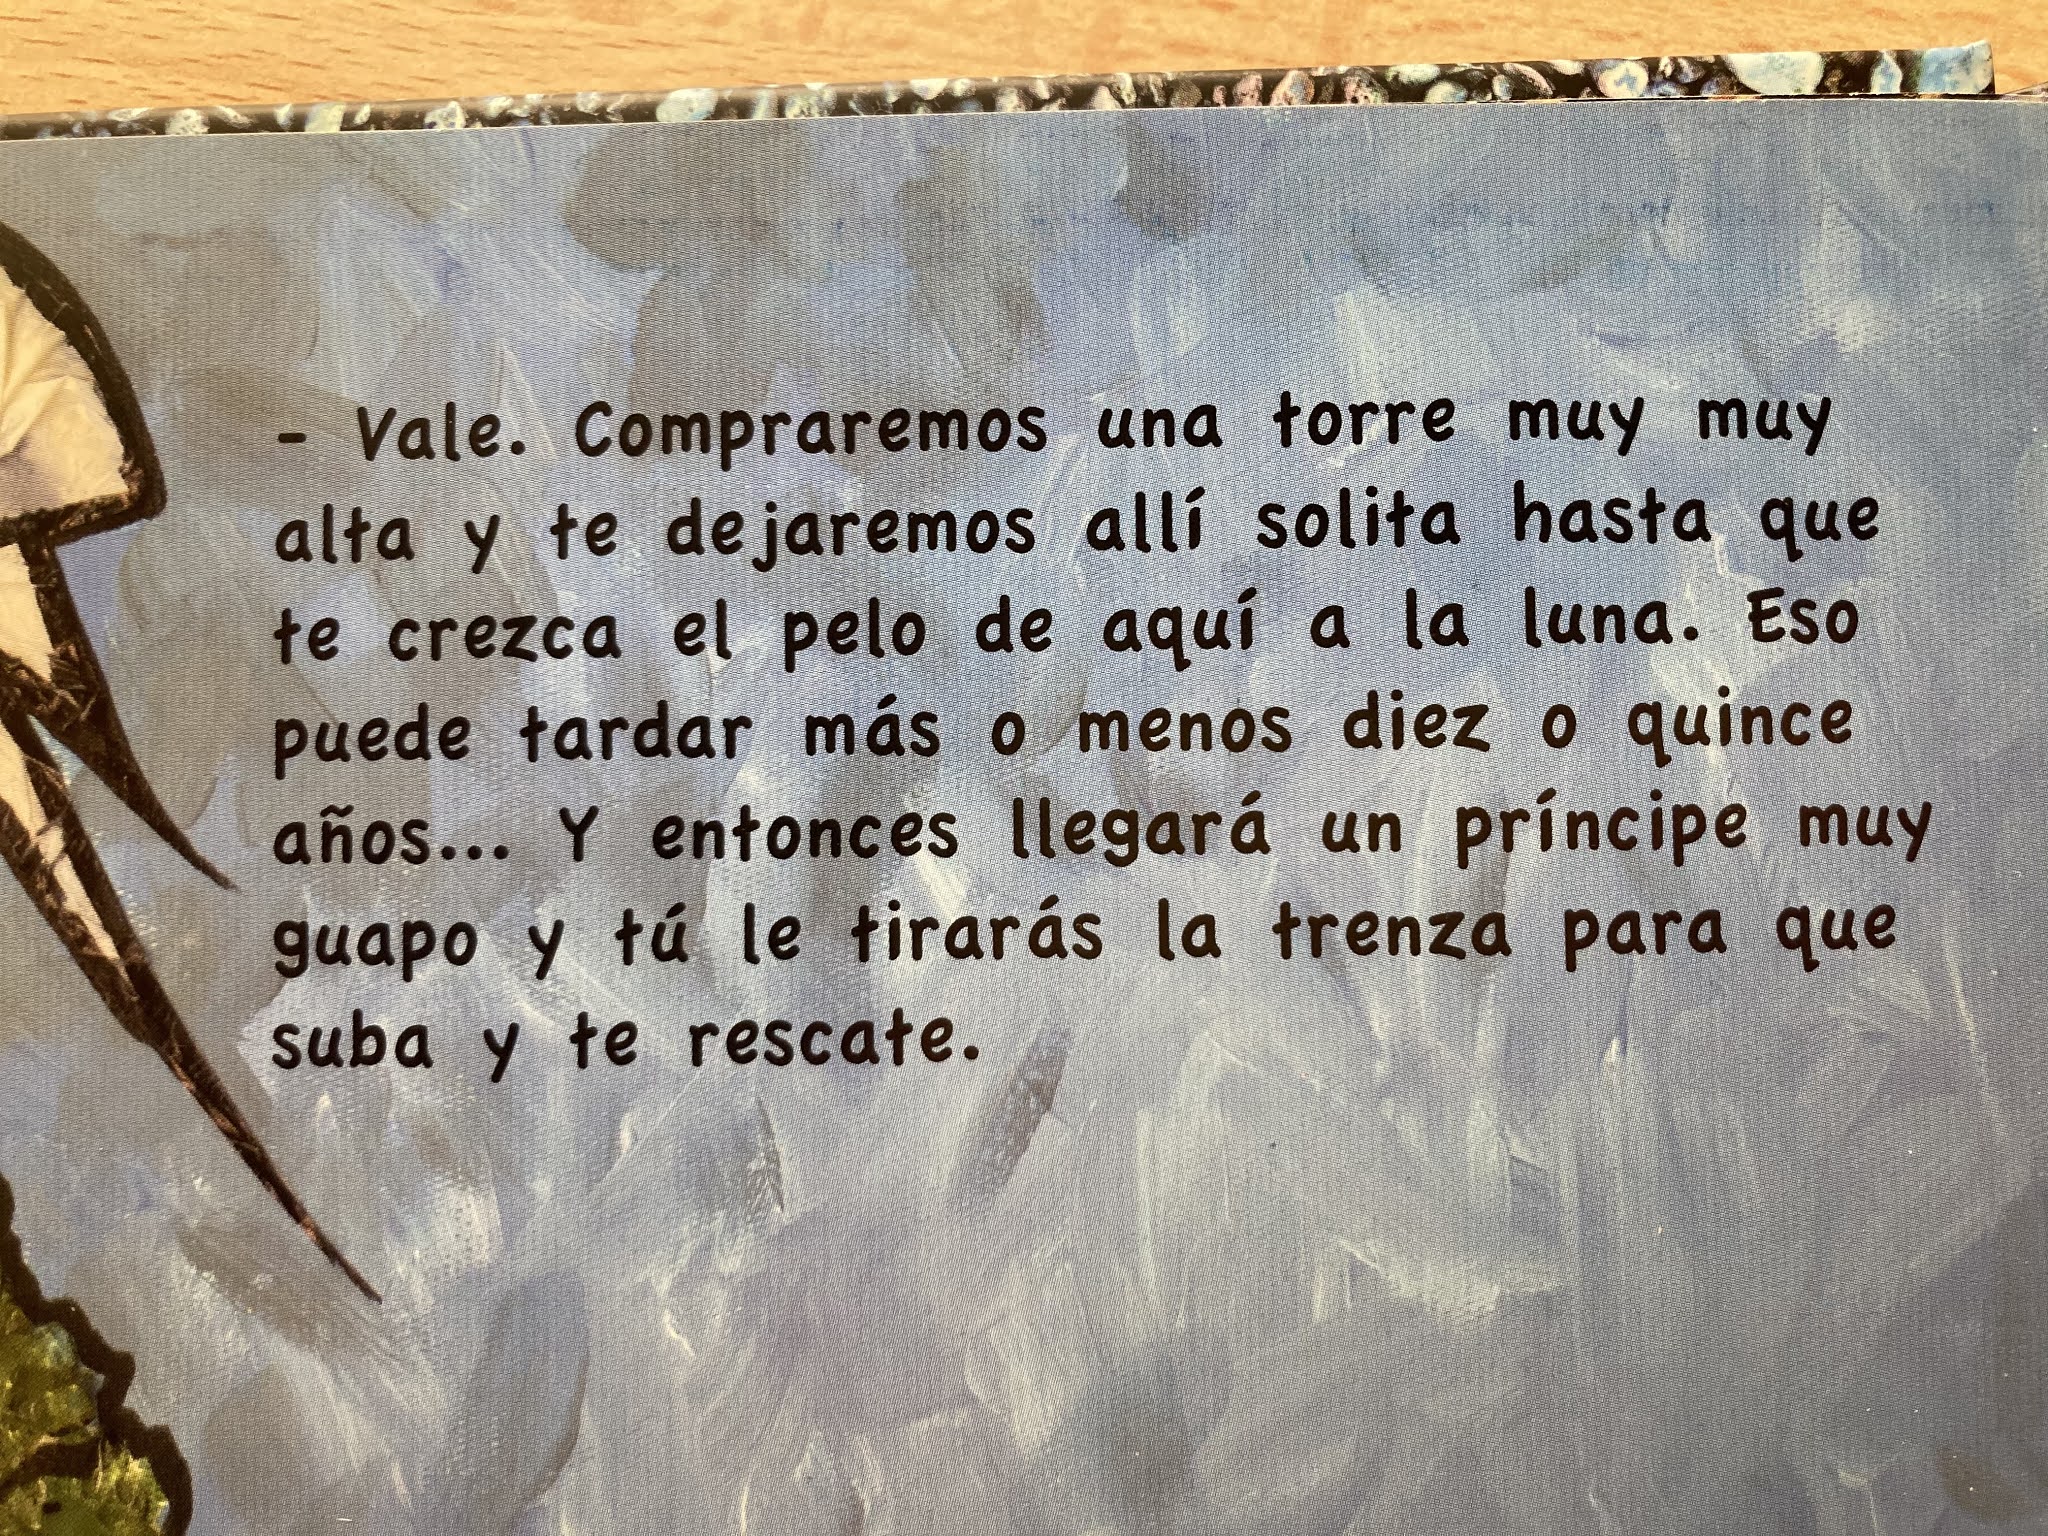 - Vale. Compraremos una torre muy muy
alta y te dejaremos allí solita hasta que
te crezca el pelo de aquí a la luna. Eso
puede tardar más o menos diez o quince
años... Y entonces llegará un príncipe muy
guapo y tú le tirarás la trenza para que
suba y te rescate.